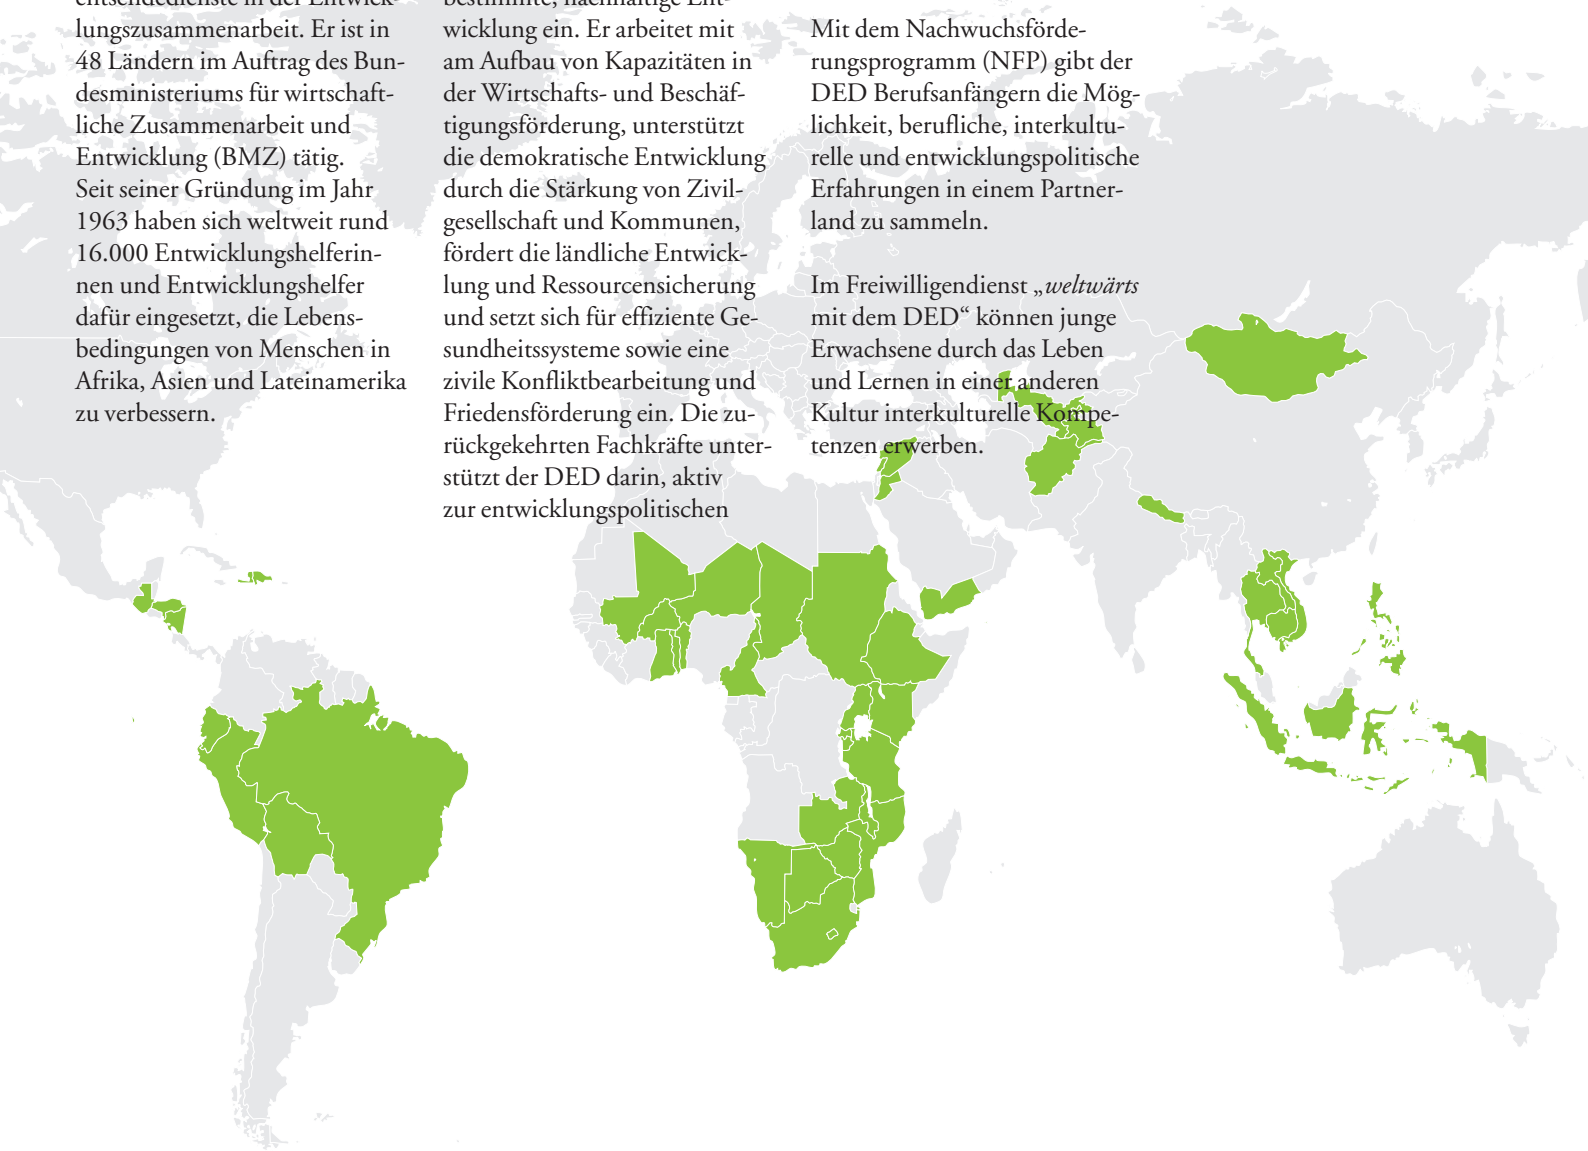 entsendedienste in der Entwick-
lungszusammenarbeit. Er ist in
48 Ländern im Auftrag des Bun-
desministeriums für wirtschaft-
liche Zusammenarbeit und
Entwicklung (BMZ) tätig.
Seit seiner Gründung im Jahr
1963 haben sich weltweit rund
16.000 Entwicklungshelferin-
nen und Entwicklungshelfer
dafür eingesetzt, die Lebens-
bedingungen von Menschen in
Afrika, Asien und Lateinamerika
zu verbessern.
bestimmte, nachhaltige Ent-
wicklung ein. Er arbeitet mit
am Aufbau von Kapazitäten in
der Wirtschafts- und Beschäf-
tigungsförderung, unterstützt
die demokratische Entwicklung
durch die Stärkung von Zivil-
gesellschaft und Kommunen,
fördert die ländliche Entwick-
lung und Ressourcensicherung
und setzt sich für effiziente Ge-
sundheitssysteme sowie eine
zivile Konfliktbearbeitung und
Friedensförderung ein. Die zu-
rückgekehrten Fachkräfte unter-
stützt der DED darin, aktiv
zur entwicklungspolitischen
Mit dem Nachwuchsförde-
rungsprogramm (NFP) gibt der
DED Berufsanfängern die Mög-
lichkeit, berufliche, interkultu-
relle und entwicklungspolitische
Erfahrungen in einem Partner-
land zu sammeln.
Im Freiwilligendienst „weltwärts
mit dem DED“ können junge
Erwachsene durch das Leben
und Lernen in einer anderen
Kultur interkulturelle Kompe-
tenzen erwerben.